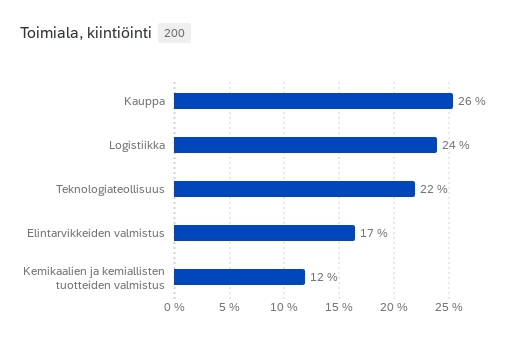 Toimiala, kiintiöinti 200
Kauppa 26 %
Logistiikka 24 %
Teknologiateollisuus 22 %
Elintarvikkeiden valmistus 17 %
Kemikaalien ja kemiallisten
tuotteiden valmistus 12 %
0 % 5 % 10 % 15 % 20 % 25 %